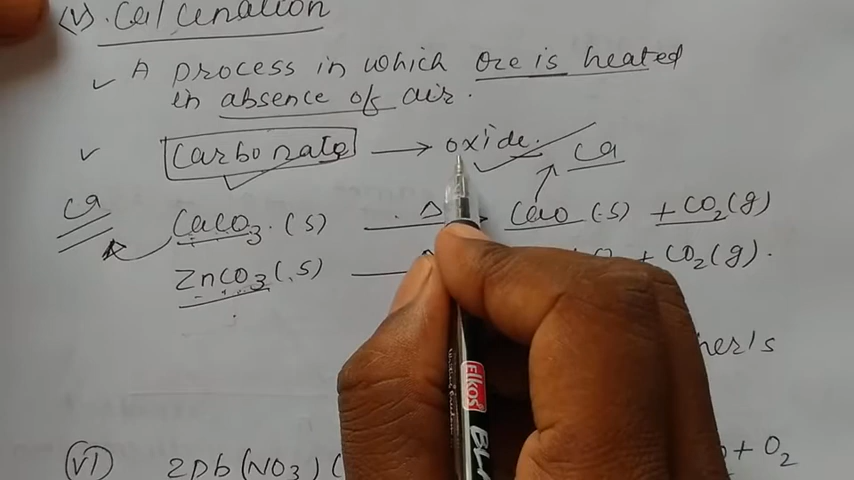 (V). Calcination
A process in which ore is heated
in absence of air.
Carbonate → oxide. Ca
Ca CaCO3.(s) Δ→ CaO(s) + CO2(g)
ZnCO3(s) + CO2(g).
(VI) 2Pb(NO3) + O2
Elkos